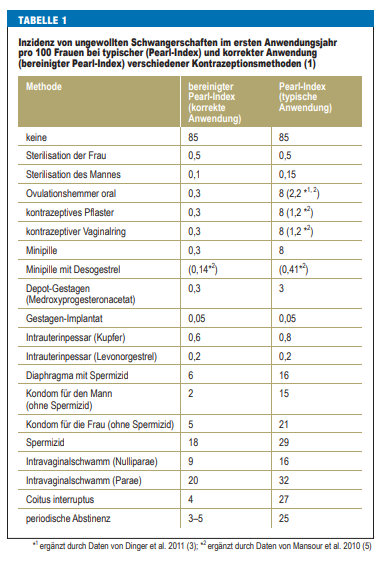 TABELLE 1
Inzidenz von ungewollten Schwangerschaften im ersten Anwendungsjahr
pro 100 Frauen bei typischer (Pearl-Index) und korrekter Anwendung
(bereinigter Pearl-Index) verschiedener Kontrazeptionsmethoden (1)
Methode bereinigter Pearl-Index
Pearl-Index (typische
(korrekte Anwendung)
Anwendung)
keine 85 85
Sterilisation der Frau 0,5 0,5
Sterilisation des Mannes 0,1 0,15
Ovulationshemmer oral 0,3 8 (2,2 *1, 2)
kontrazeptives Pflaster 0,3 8 (1,2 *2)
kontrazeptiver Vaginalring 0,3 8 (1,2 *2)
Minipille 0,3 8
Minipille mit Desogestrel (0,14*2) (0,41*2)
Depot-Gestagen 0,3 3
(Medroxyprogesteronacetat)
Gestagen-Implantat 0,05 0,05
Intrauterinpessar (Kupfer) 0,6 0,8
Intrauterinpessar (Levonorgestrel) 0,2 0,2
Diaphragma mit Spermizid 6 16
Kondom für den Mann 2 15
(ohne Spermizid)
Kondom für die Frau (ohne Spermizid) 5 21
Spermizid 18 29
Intravaginalschwamm (Nulliparae) 9 16
Intravaginalschwamm (Parae) 20 32
Coitus interruptus 4 27
periodische Abstinenz 3–5 25
*1 ergänzt durch Daten von Dinger et al. 2011 (3); *2 ergänzt durch Daten von Mansour et al. 2010 (5)